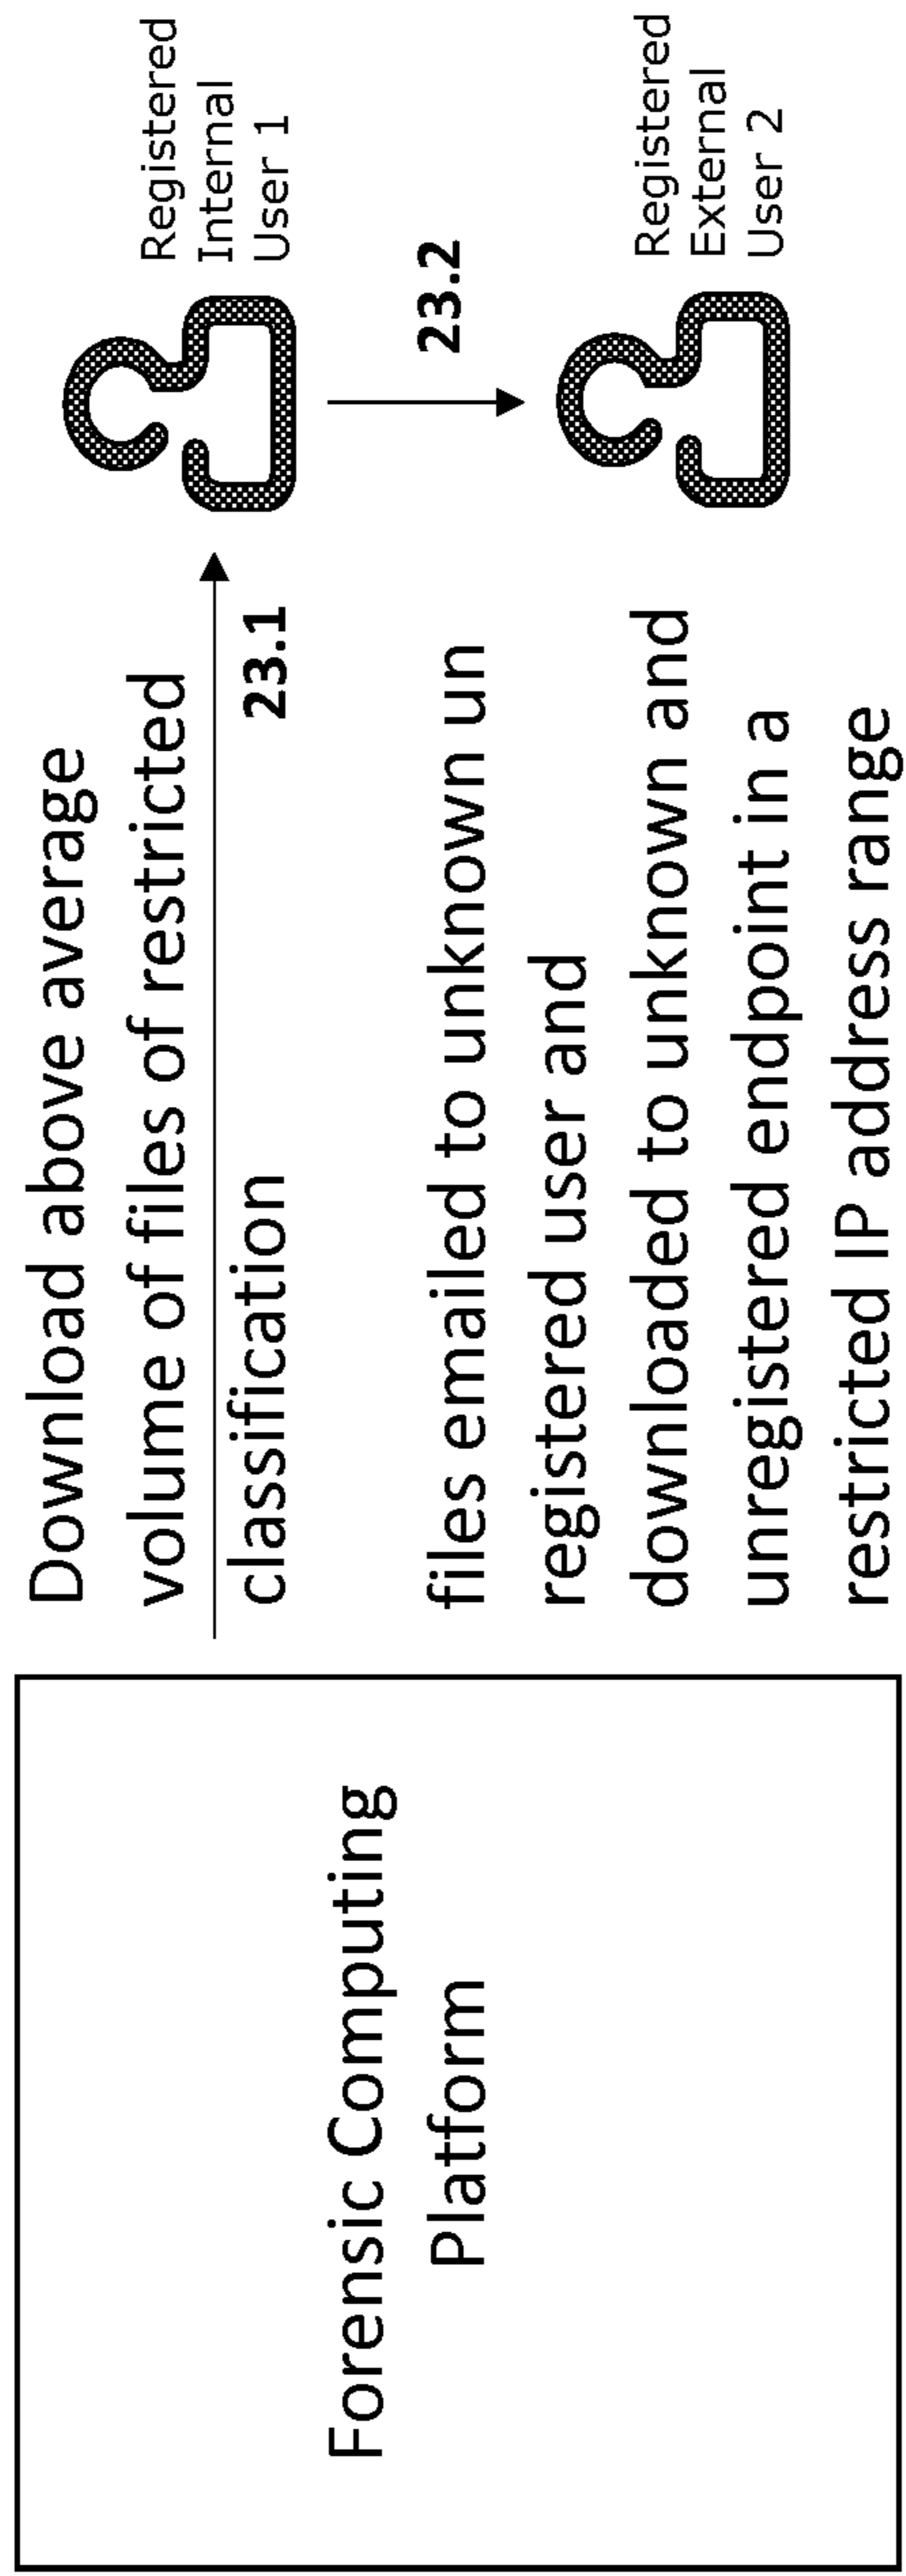 Forensic Computing
Platform
Download above average
volume of files of restricted
classification
23.1
files emailed to unknown un
registered user and
downloaded to unknown and
unregistered endpoint in a
restricted IP address range
Registered
Internal
User 1
23.2
Registered
External
User 2